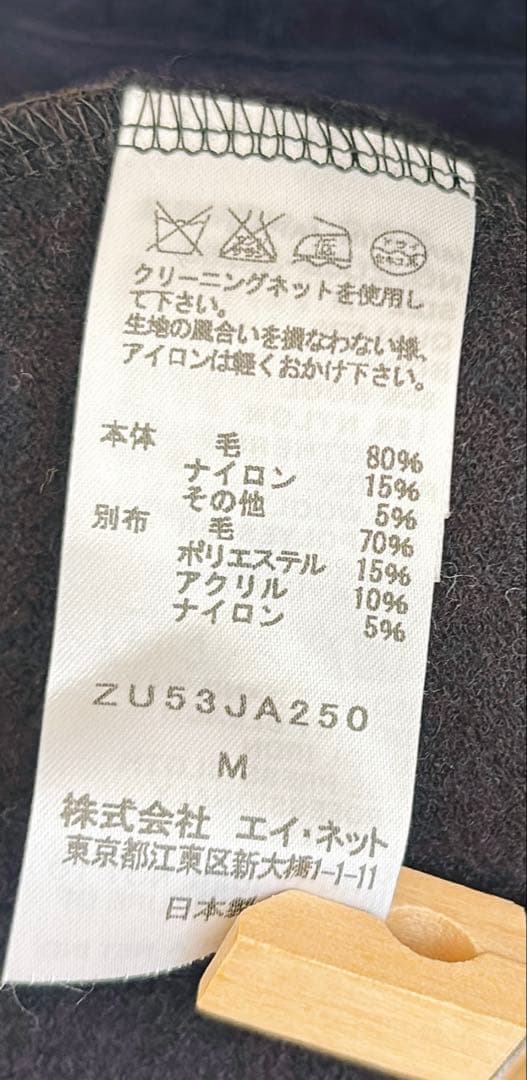 クリーニングネットを使用し
て下さい。
生地の風合いを損なわない様、
アイロンは軽くおかけ下さい。
本体 毛 80%
ナイロン 15%
その他 5%
別布 毛 70%
ポリエステル 15%
アクリル 10%
ナイロン 5%
ZU53JA250
M
株式会社 エイ・ネット
東京都江東区新大橋1-1-11
日本製